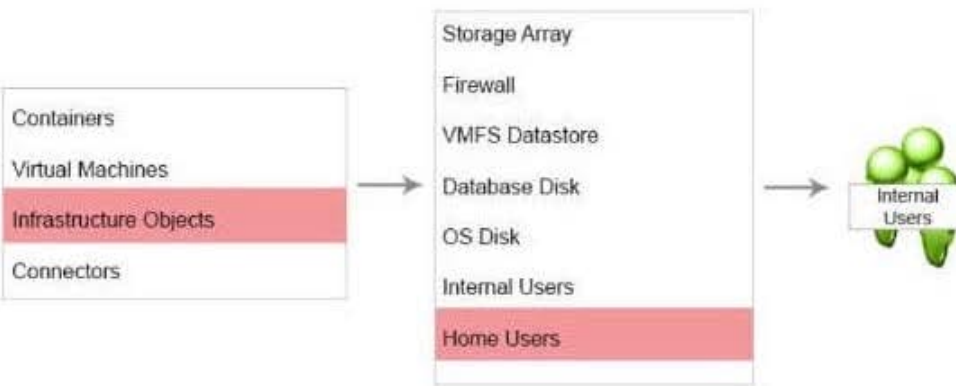 Containers
Virtual Machines
Infrastructure Objects
Connectors
Storage Array
Firewall
VMFS Datastore
Database Disk
OS Disk
Internal Users
Home Users
Internal
Users